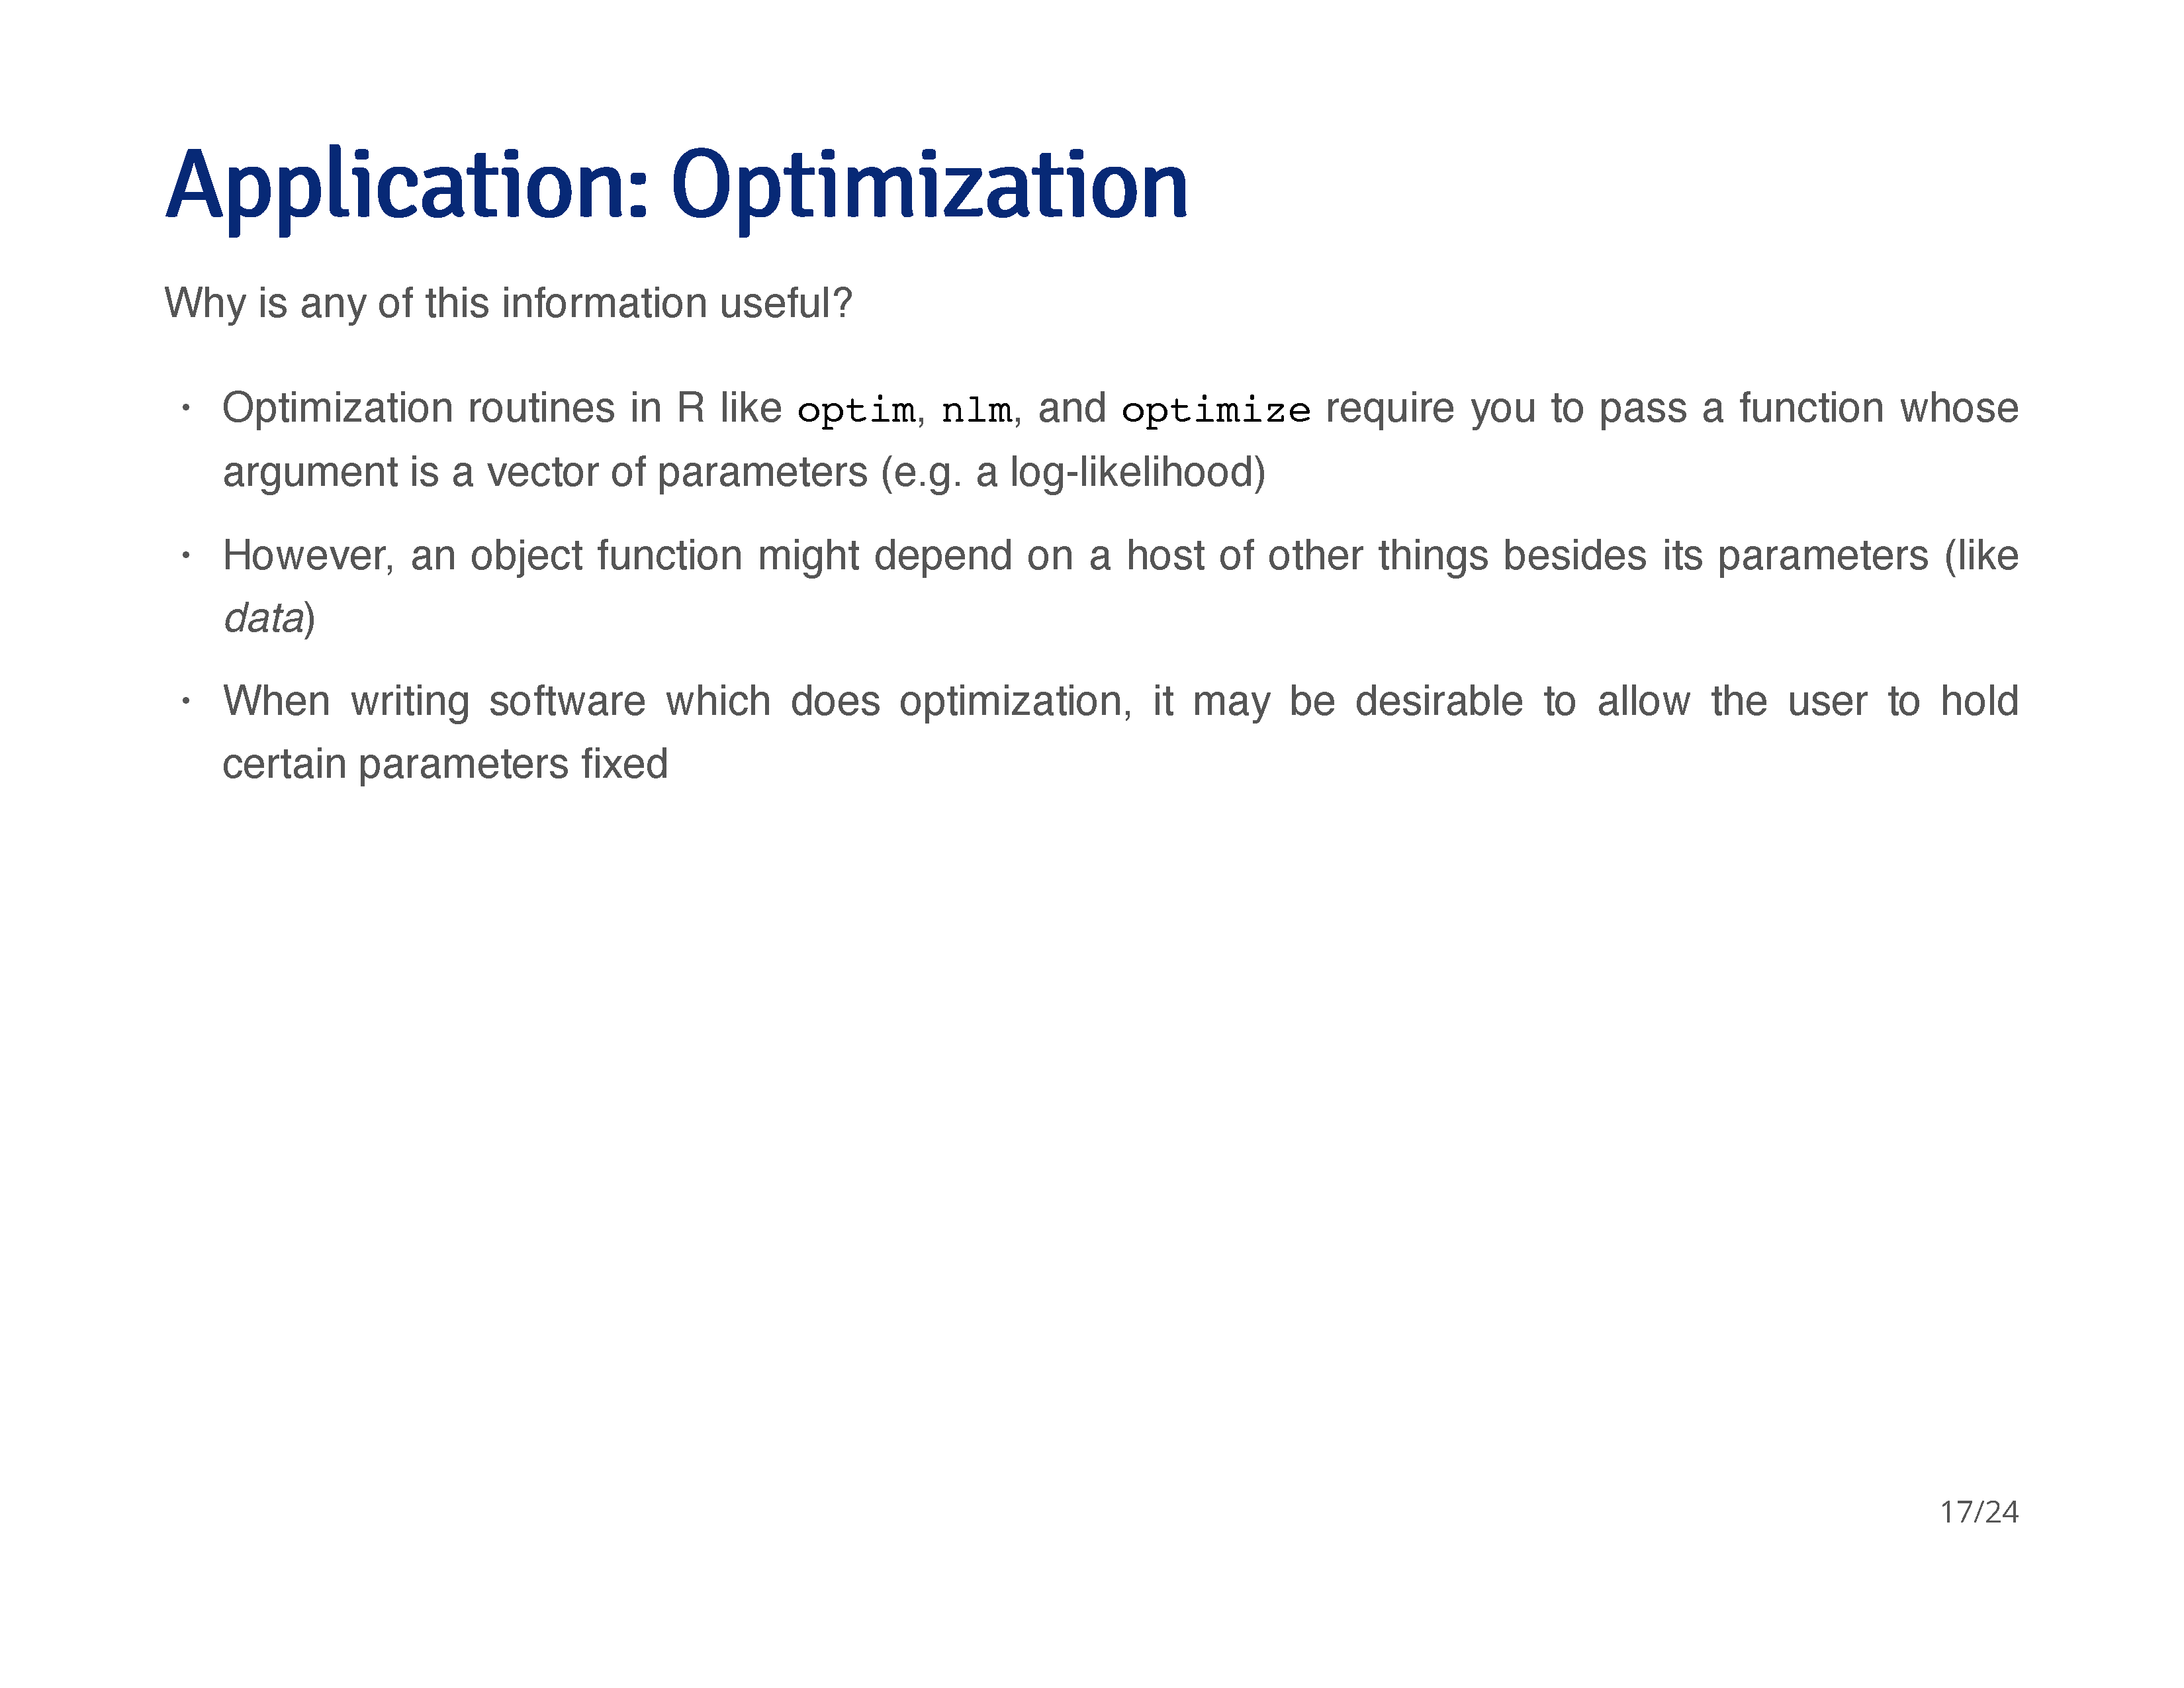 Application: Optimization
Why is any of this information useful?
· Optimization routines in R like optim, nlm, and optimize require you to pass a function whose
argument is a vector of parameters (e.g. a log-likelihood)
· However, an object function might depend on a host of other things besides its parameters (like
data)
· When writing software which does optimization, it may be desirable to allow the user to hold
certain parameters fixed
17/24